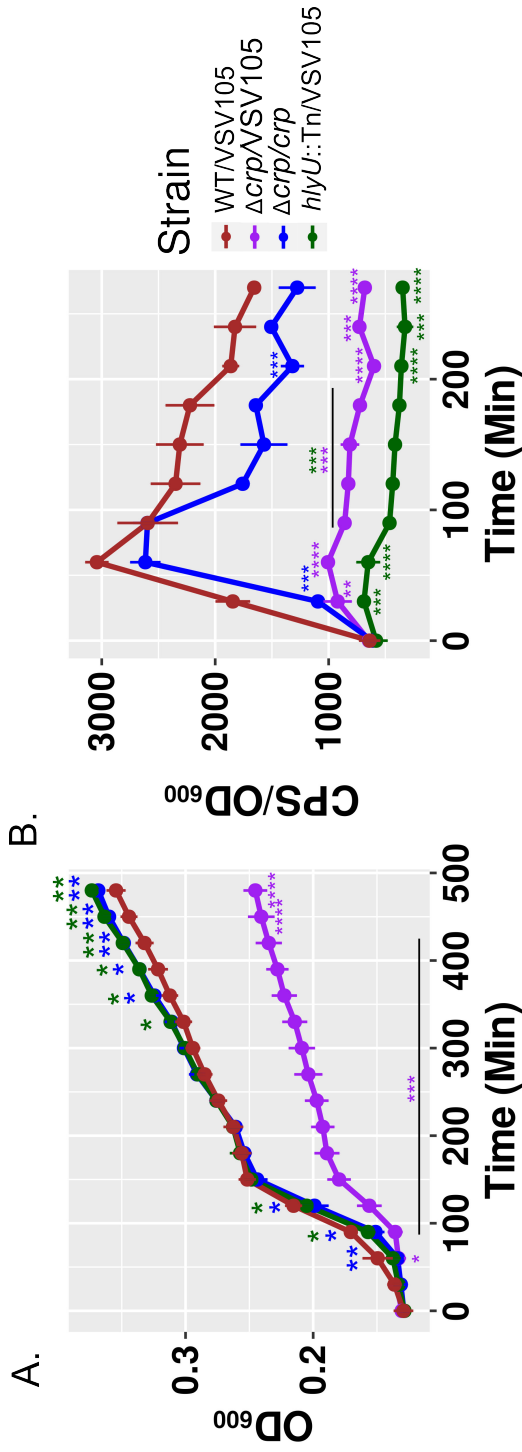 A.
OD600
0.3
0.2
0
100
200
300
400
500
Time (Min)
** ** ** * * *
** ** ** * *
* *
* *
**
*
***
**** ****
B.
CPS/OD600
3000
2000
1000
0
100
200
Time (Min)
***
****
**
***
****
***
***
***
****
***
****
****
***
****
Strain
WT/VSV105
Δcrp/VSV105
Δcrp/crp
hlyU::Tn/VSV105